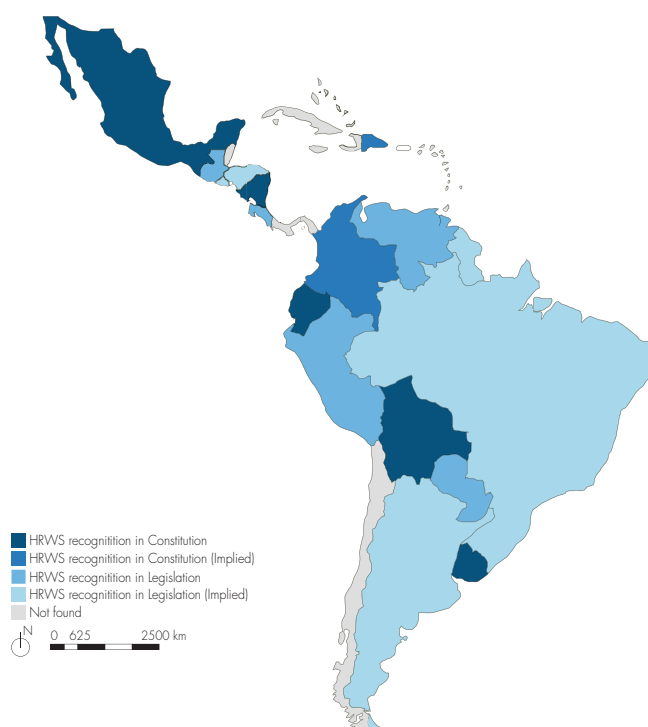 HRWS recognitition in Constitution
HRWS recognitition in Constitution (Implied)
HRWS recognitition in Legislation
HRWS recognitition in Legislation (Implied)
Not found
N
0 625 2500 km